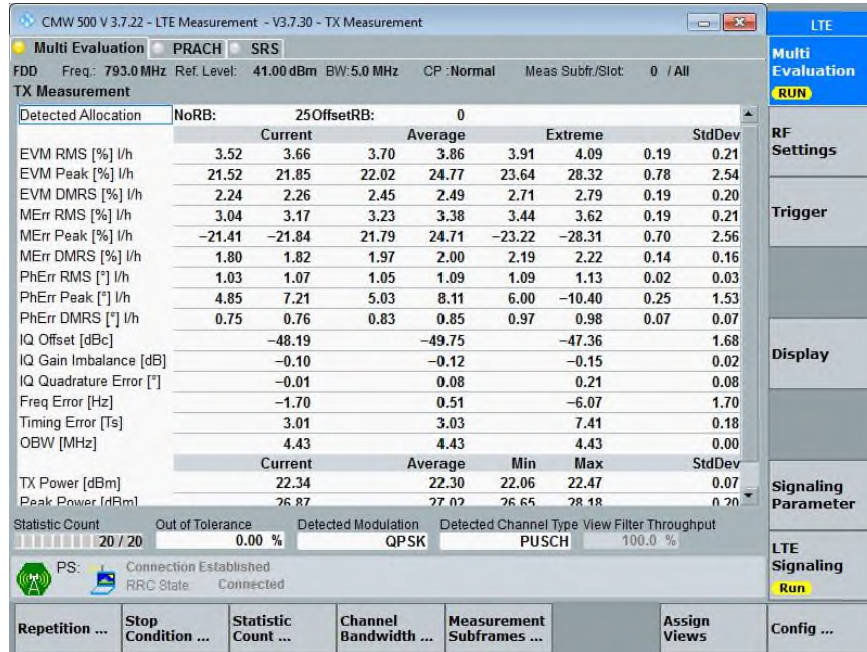 CMW 500 V 3.7.22 - LTE Measurement - V3.7.30 - TX Measurement
LTE
Multi Evaluation PRACH SRS
Multi Evaluation
RUN
FDD Freq.: 793.0 MHz Ref. Level: 41.00 dBm BW: 5.0 MHz CP : Normal Meas Subfr./Slot: 0 / All
TX Measurement
Detected Allocation NoRB: 25 OffsetRB: 0
Current Average Extreme StdDev
RF Settings
EVM RMS [%] l/h 3.52 3.66 3.70 3.86 3.91 4.09 0.19 0.21
EVM Peak [%] l/h 21.52 21.85 22.02 24.77 23.64 28.32 0.78 2.54
EVM DMRS [%] l/h 2.24 2.26 2.45 2.49 2.71 2.79 0.19 0.20
MErr RMS [%] l/h 3.04 3.17 3.23 3.38 3.44 3.62 0.19 0.21
Trigger
MErr Peak [%] l/h −21.41 −21.84 21.79 24.71 −23.22 −28.31 0.70 2.56
MErr DMRS [%] l/h 1.80 1.82 1.97 2.00 2.19 2.22 0.14 0.16
PhErr RMS [°] l/h 1.03 1.07 1.05 1.09 1.09 1.13 0.02 0.03
PhErr Peak [°] l/h 4.85 7.21 5.03 8.11 6.00 −10.40 0.25 1.53
PhErr DMRS [°] l/h 0.75 0.76 0.83 0.85 0.97 0.98 0.07 0.07
IQ Offset [dBc] −48.19 −49.75 −47.36 1.68
IQ Gain Imbalance [dB] −0.10 −0.12 −0.15 0.02
Display
IQ Quadrature Error [°] −0.01 0.08 0.21 0.08
Freq Error [Hz] −1.70 0.51 −6.07 1.70
Timing Error [Ts] 3.01 3.03 7.41 0.18
OBW [MHz] 4.43 4.43 4.43 0.00
Current Average Min Max StdDev
TX Power [dBm] 22.34 22.30 22.06 22.47 0.07
Peak Power [dBm] 26.87 27.02 26.65 28.18 0.20
Signaling Parameter
Statistic Count Out of Tolerance Detected Modulation Detected Channel Type View Filter Throughput
20 / 20 0.00 % QPSK PUSCH 100.0 %
LTE Signaling
Run
PS: Connection Established
RRC State Connected
Repetition ... Stop Condition ... Statistic Count ... Channel Bandwidth ... Measurement Subframes ... Assign Views Config ...